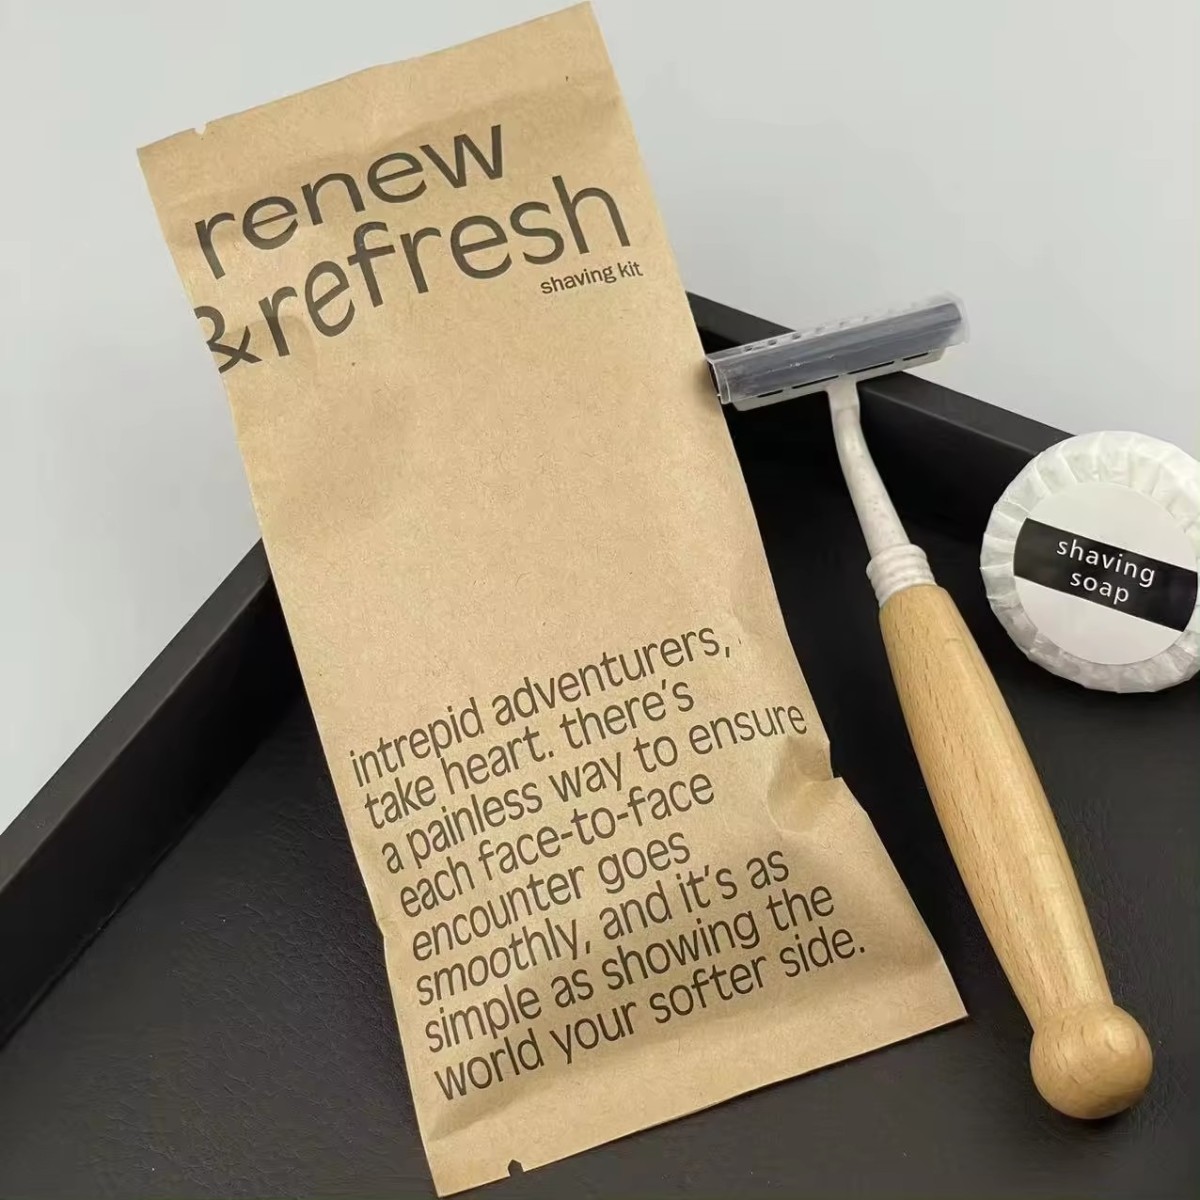 renew
&refresh
shaving kit
intrepid adventurers,
take heart. there's
a painless way to ensure
each face-to-face
encounter goes
smoothly, and it's as
simple as showing the
world your softer side.
shaving
soap